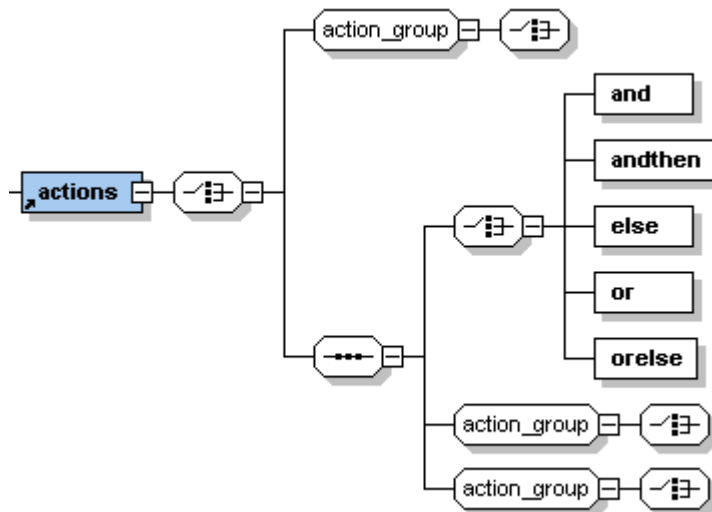 action_group
and
andthen
actions
else
or
orelse
action_group
action_group